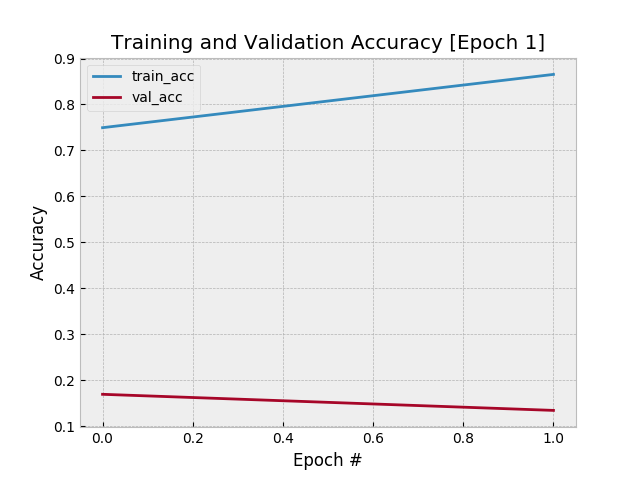 Training and Validation Accuracy [Epoch 1]
train_acc
val_acc
Accuracy
0.9
0.8
0.7
0.6
0.5
0.4
0.3
0.2
0.1
0.0 0.2 0.4 0.6 0.8 1.0
Epoch #